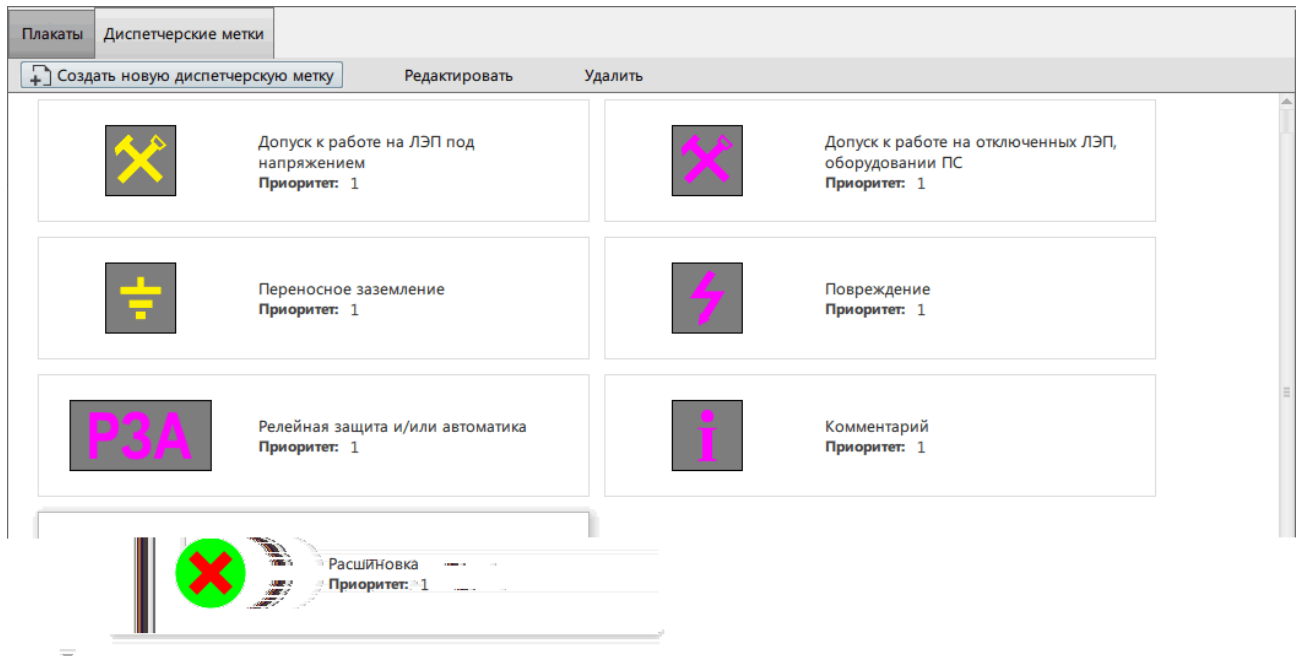 Плакаты Диспетчерские метки
Создать новую диспетчерскую метку Редактировать Удалить
Допуск к работе на ЛЭП под
напряжением
Приоритет: 1
Допуск к работе на отключенных ЛЭП,
оборудовании ПС
Приоритет: 1
Переносное заземление
Приоритет: 1
Повреждение
Приоритет: 1
РЗА
Релейная защита и/или автоматика
Приоритет: 1
i
Комментарий
Приоритет: 1
Приоритет: 1